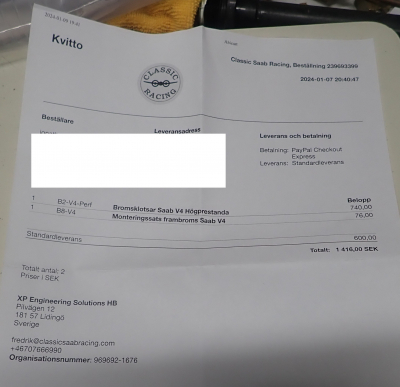 Kvitto
Classic Saab Racing, Beställning 239693399
2024-01-07 20:40:47
CLASSIC
RACING
Beställare
Leveransadress
Leverans och betalning
Betalning: PayPal Checkout
Express
Leverans: Standardleverans
Belopp
1 B2-V4-Perf Bromsklotsar Saab V4 Högprestanda 740,00
1 B8-V4 Monteringssats frambroms Saab V4 76,00
Standardleverans 600,00
Totalt: 1 416,00 SEK
Totalt antal: 2
Priser i SEK
XP Engineering Solutions HB
Pilvägen 12
181 57 Lidingö
Sverige
fredrik@classicsaabracing.com
+46707666990
Organisationsnummer: 969692-1676